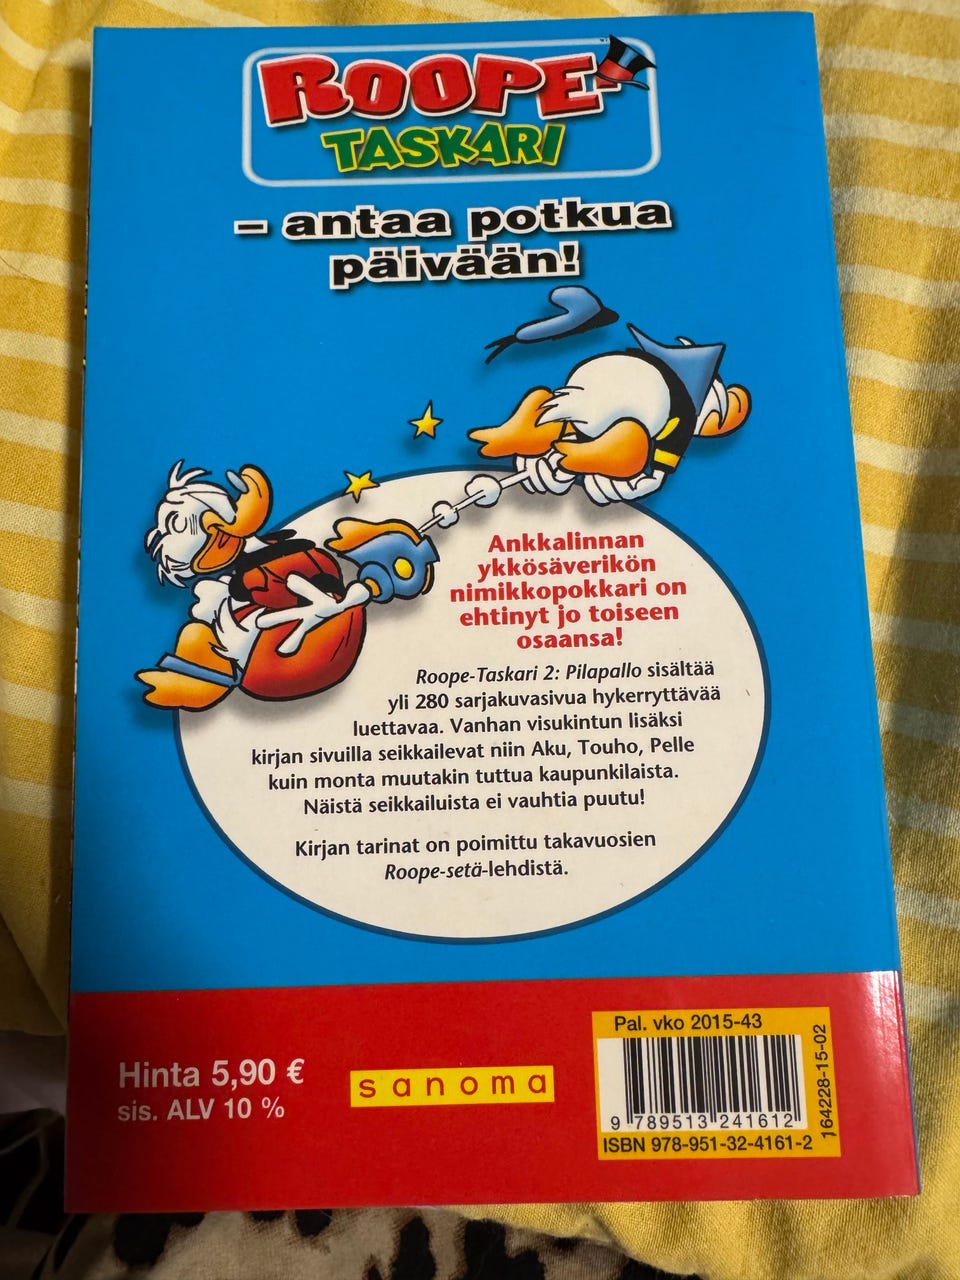 ROOPE-
TASKARI
– antaa potkua
päivään!
Ankkalinnan
ykkösäverikön
nimikkopokkari on
ehtinyt jo toiseen
osaansa!
Roope-Taskari 2: Pilapallo sisältää
yli 280 sarjakuvasivua hykerryttävää
luettavaa. Vanhan visukintun lisäksi
kirjan sivuilla seikkailevat niin Aku, Touho, Pelle
kuin monta muutakin tuttua kaupunkilaista.
Näistä seikkailuista ei vauhtia puutu!
Kirjan tarinat on poimittu takavuosien
Roope-setä-lehdistä.
Hinta 5,90 €
sis. ALV 10 %
sanoma
Pal. vko 2015-43
9 789513 241612
ISBN 978-951-32-4161-2
164228-15-02